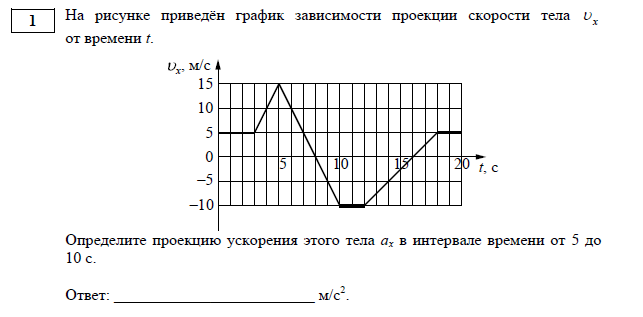 1
На рисунке приведён график зависимости проекции скорости тела υx
от времени t.
υx, м/с
15
10
5
0
–5
–10
5 10 15 20 t, с
Определите проекцию ускорения этого тела ax в интервале времени от 5 до
10 с.
Ответ: __________________________ м/с².